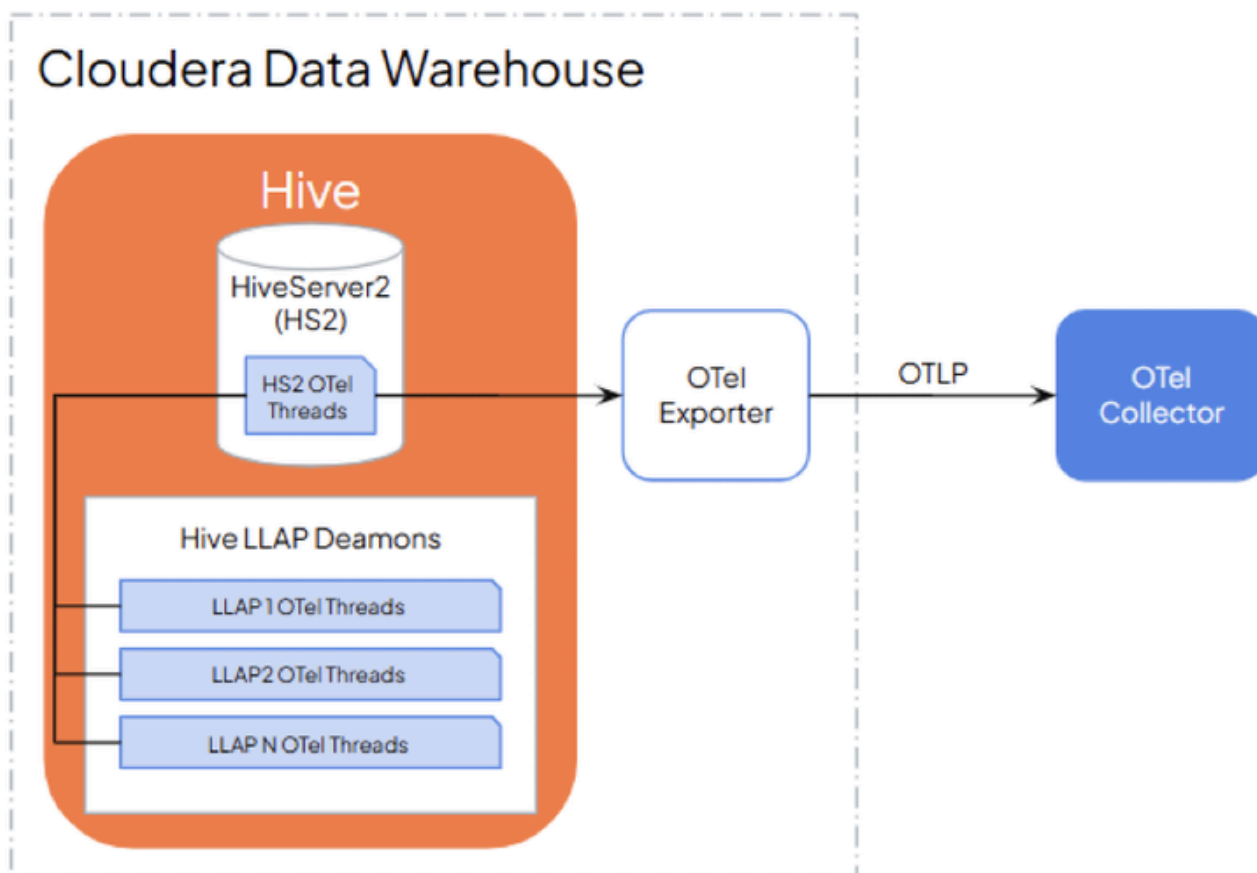 Cloudera Data Warehouse
Hive
HiveServer2
(HS2)
HS2 OTel
Threads
OTel
Exporter
OTLP
OTel
Collector
Hive LLAP Deamons
LLAP 1 OTel Threads
LLAP2 OTel Threads
LLAP N OTel Threads